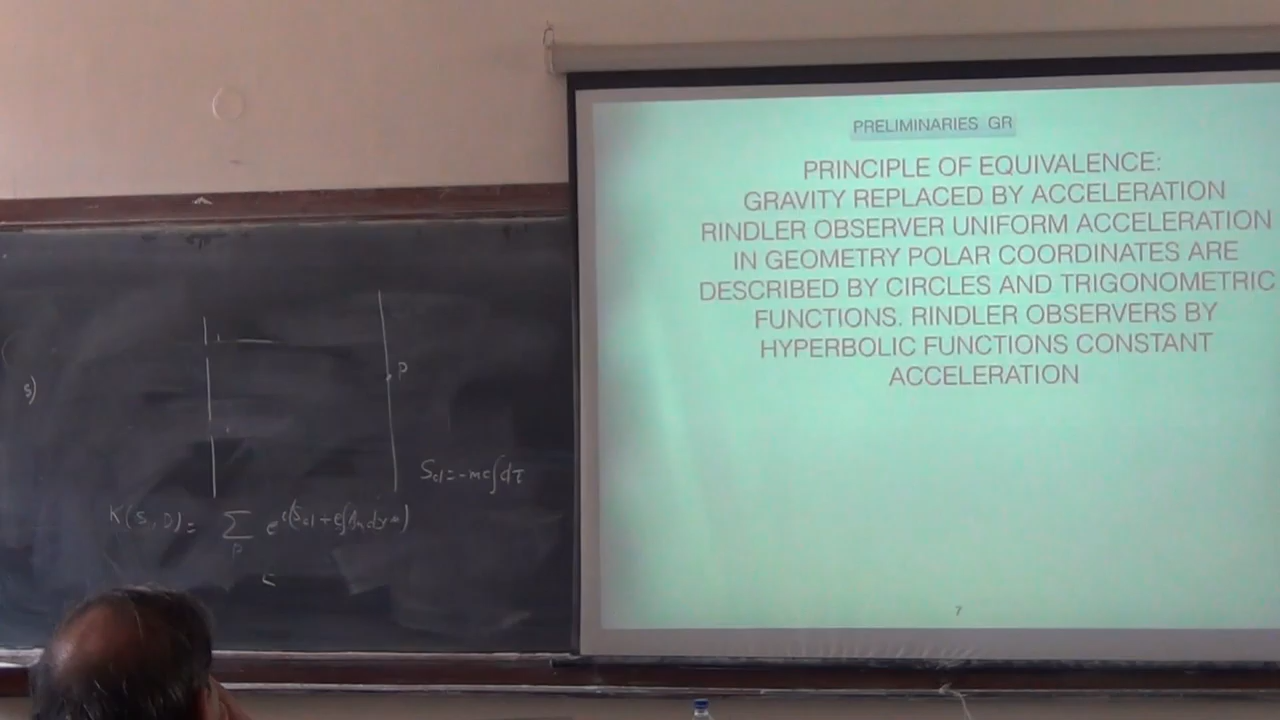 PRELIMINARIES GR
PRINCIPLE OF EQUIVALENCE:
GRAVITY REPLACED BY ACCELERATION
RINDLER OBSERVER UNIFORM ACCELERATION
IN GEOMETRY POLAR COORDINATES ARE
DESCRIBED BY CIRCLES AND TRIGONOMETRIC
FUNCTIONS. RINDLER OBSERVERS BY
HYPERBOLIC FUNCTIONS CONSTANT
ACCELERATION
7
s)
P
Scl = -mc∫dτ
K(S, D) = Σ e
P